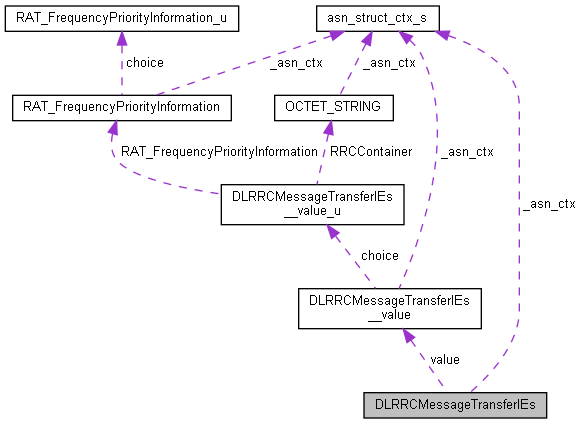 RAT_FrequencyPriorityInformation_u
asn_struct_ctx_s
choice
_asn_ctx
_asn_ctx
RAT_FrequencyPriorityInformation
OCTET_STRING
RAT_FrequencyPriorityInformation
RRCContainer
_asn_ctx
DLRRCMessageTransferIEs
__value_u
_asn_ctx
choice
DLRRCMessageTransferIEs
__value
value
DLRRCMessageTransferIEs